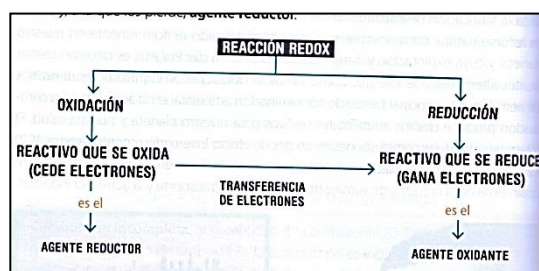 agente reductor.
REACCIÓN REDOX
OXIDACIÓN
REDUCCIÓN
REACTIVO QUE SE OXIDA
(CEDE ELECTRONES)
REACTIVO QUE SE REDUCE
(GANA ELECTRONES)
TRANSFERENCIA
DE ELECTRONES
es el
es el
AGENTE REDUCTOR
AGENTE OXIDANTE